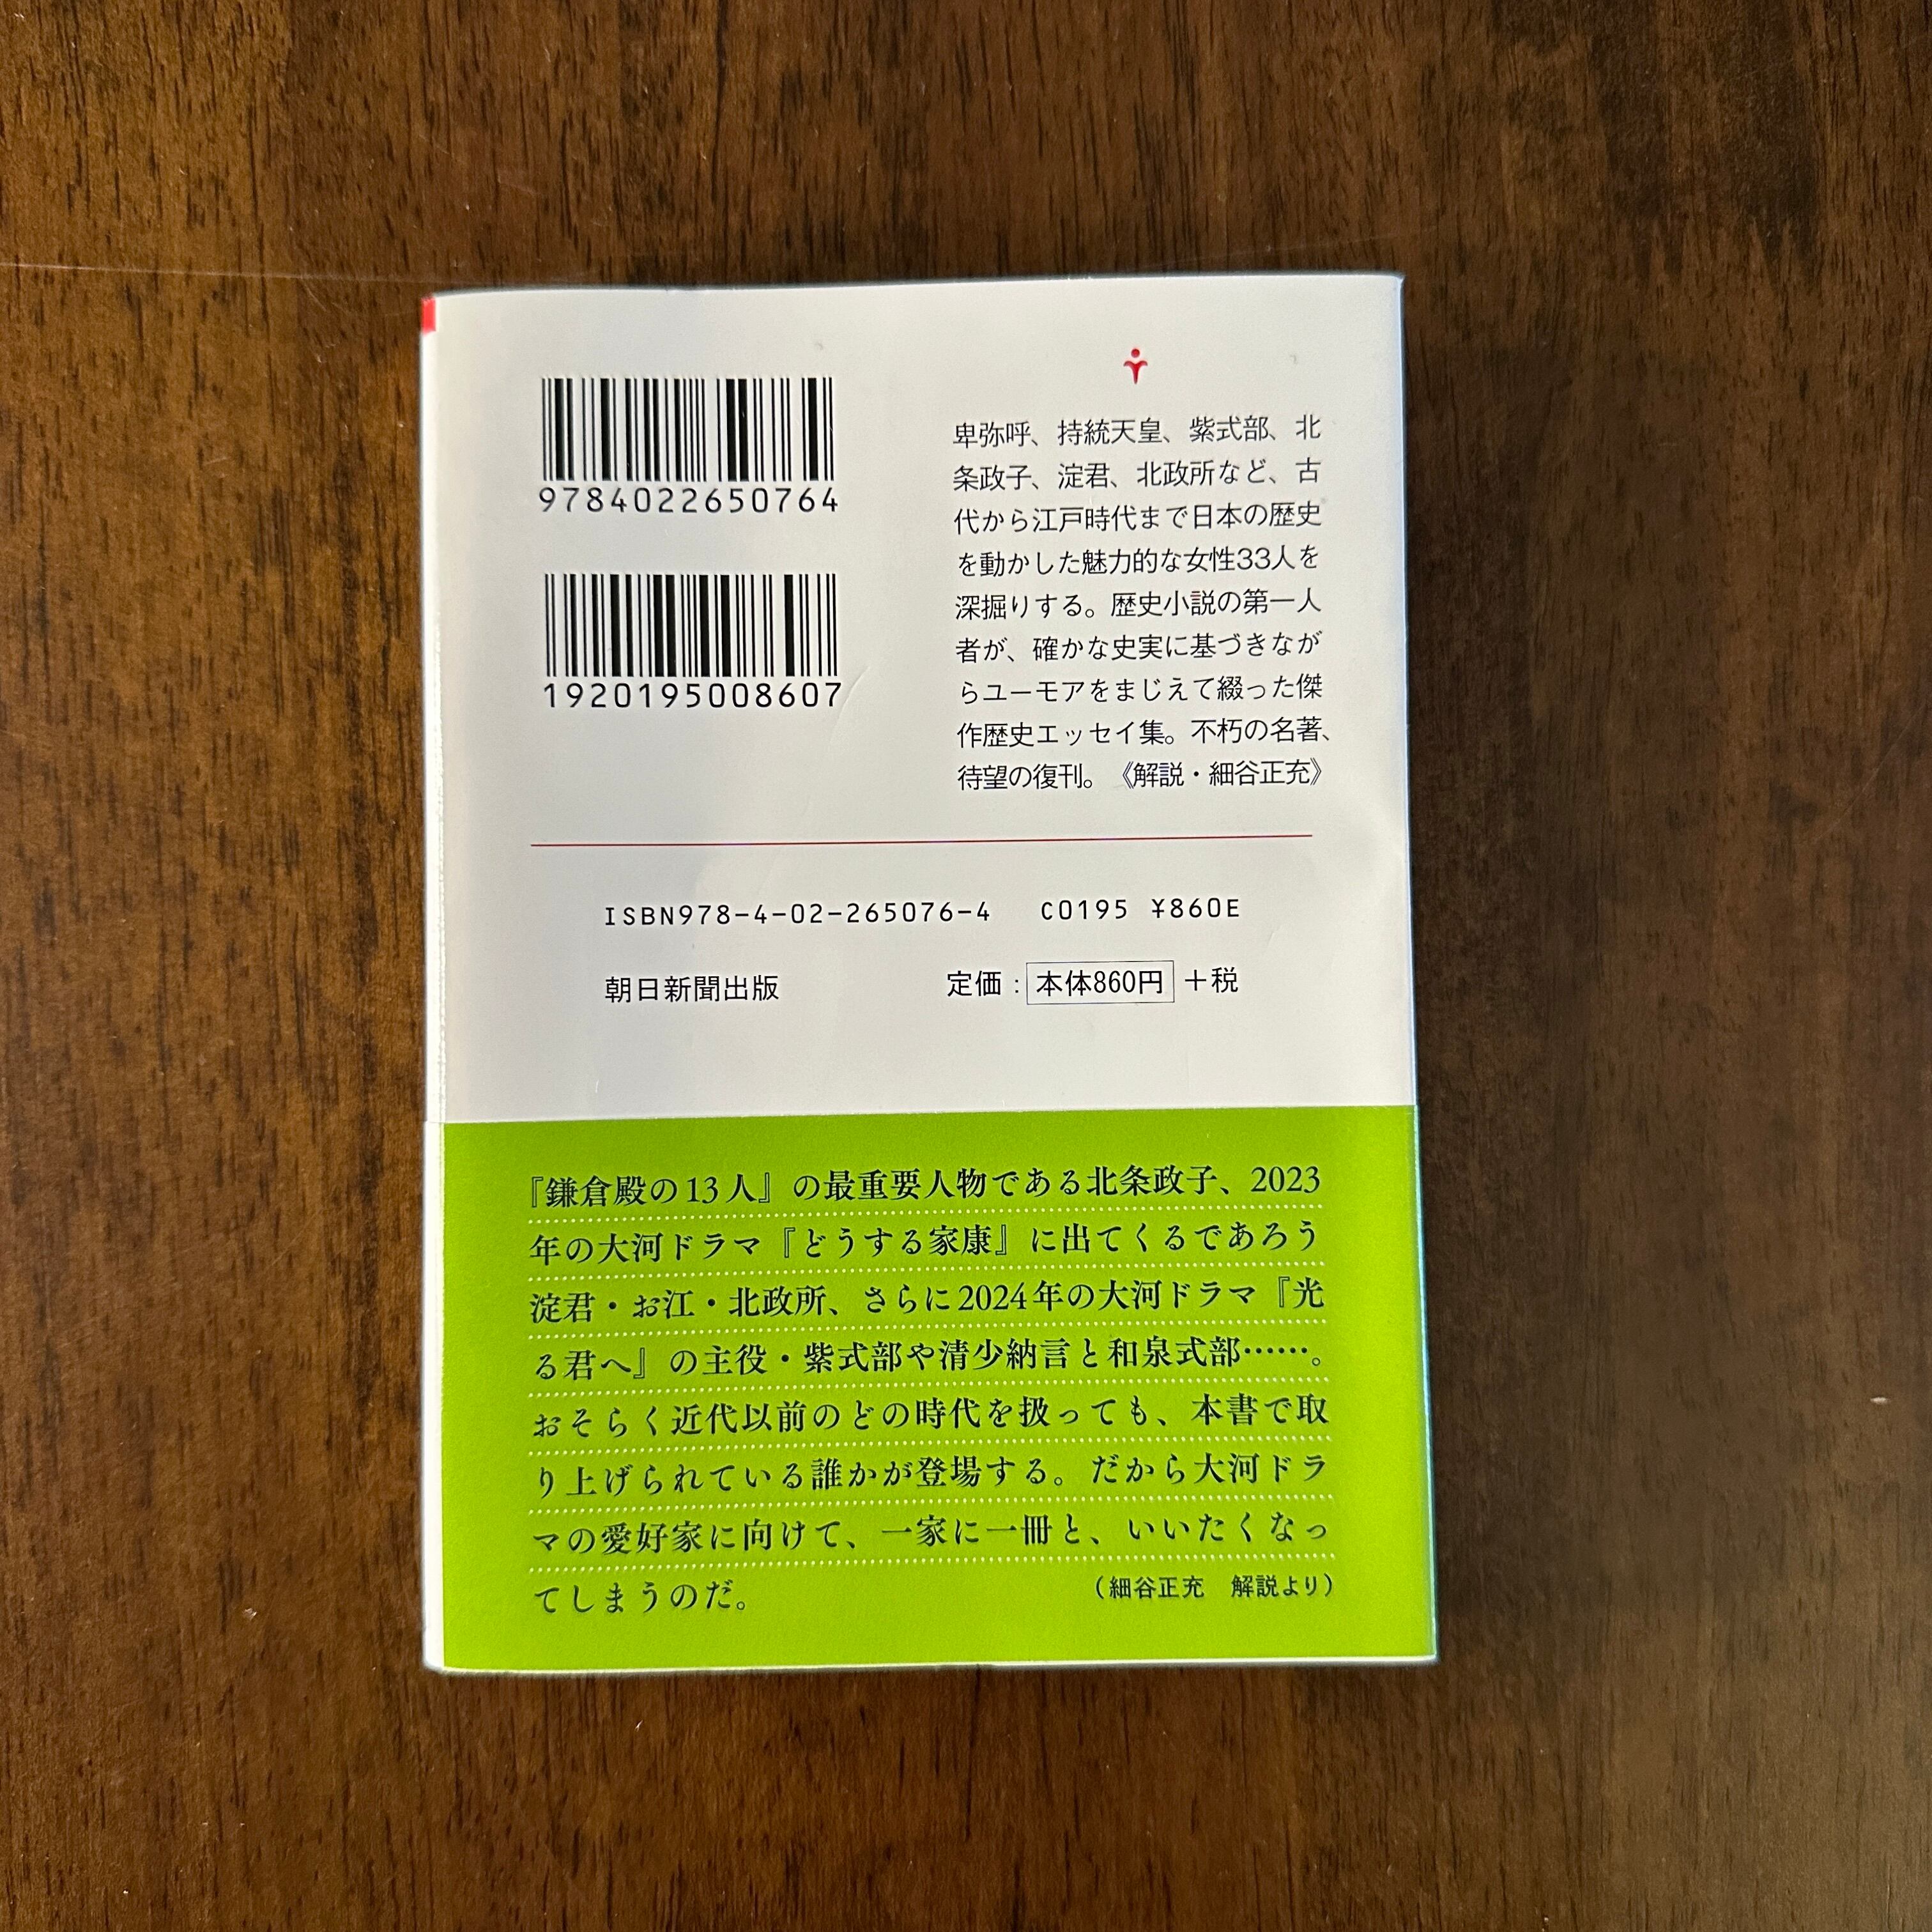 9784022650764
1920195008607
卑弥呼、持統天皇、紫式部、北
条政子、淀君、北政所など、古
代から江戸時代まで日本の歴史
を動かした魅力的な女性33人を
深掘りする。歴史小説の第一人
者が、確かな史実に基づきなが
らユーモアをまじえて綴った傑
作歴史エッセイ集。不朽の名著、
待望の復刊。《解説・細谷正充》
ISBN978-4-02-265076-4 C0195 ¥860E
朝日新聞出版 定価:本体860円+税
『鎌倉殿の13人』の最重要人物である北条政子、2023
年の大河ドラマ『どうする家康』に出てくるであろう
淀君・お江・北政所、さらに2024年の大河ドラマ『光
る君へ』の主役・紫式部や清少納言と和泉式部……。
おそらく近代以前のどの時代を扱っても、本書で取
り上げられている誰かが登場する。だから大河ドラ
マの愛好家に向けて、一家に一冊と、いいたくなっ
てしまうのだ。 (細谷正充 解説より)